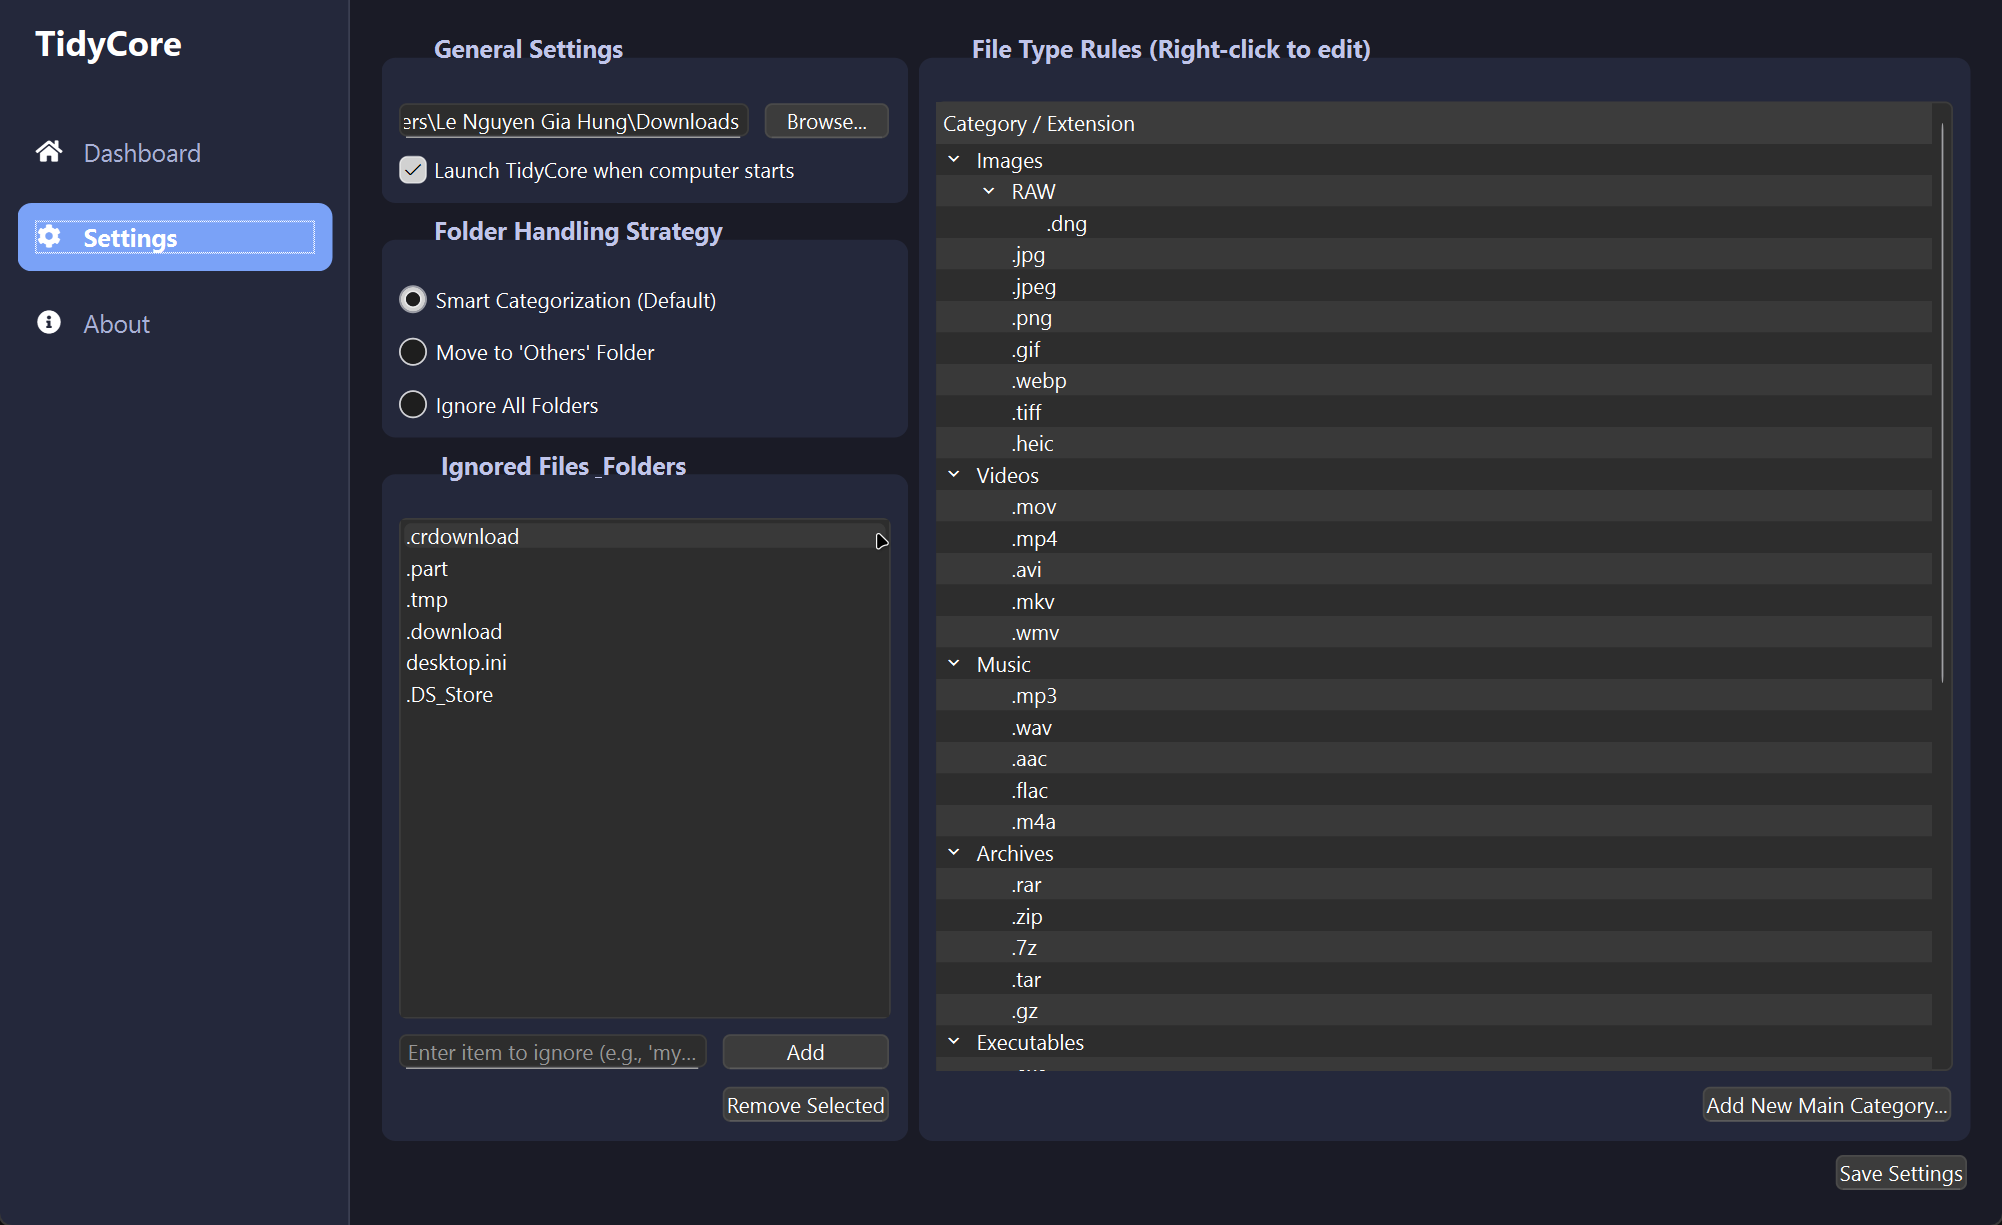 TidyCore
Dashboard
Settings
About
General Settings
ers\Le Nguyen Gia Hung\Downloads
Browse...
Launch TidyCore when computer starts
Folder Handling Strategy
Smart Categorization (Default)
Move to 'Others' Folder
Ignore All Folders
Ignored Files _Folders
.crdownload
.part
.tmp
.download
desktop.ini
.DS_Store
Enter item to ignore (e.g., 'my...
Add
Remove Selected
File Type Rules (Right-click to edit)
Category / Extension
Images
RAW
.dng
.jpg
.jpeg
.png
.gif
.webp
.tiff
.heic
Videos
.mov
.mp4
.avi
.mkv
.wmv
Music
.mp3
.wav
.aac
.flac
.m4a
Archives
.rar
.zip
.7z
.tar
.gz
Executables
Add New Main Category...
Save Settings